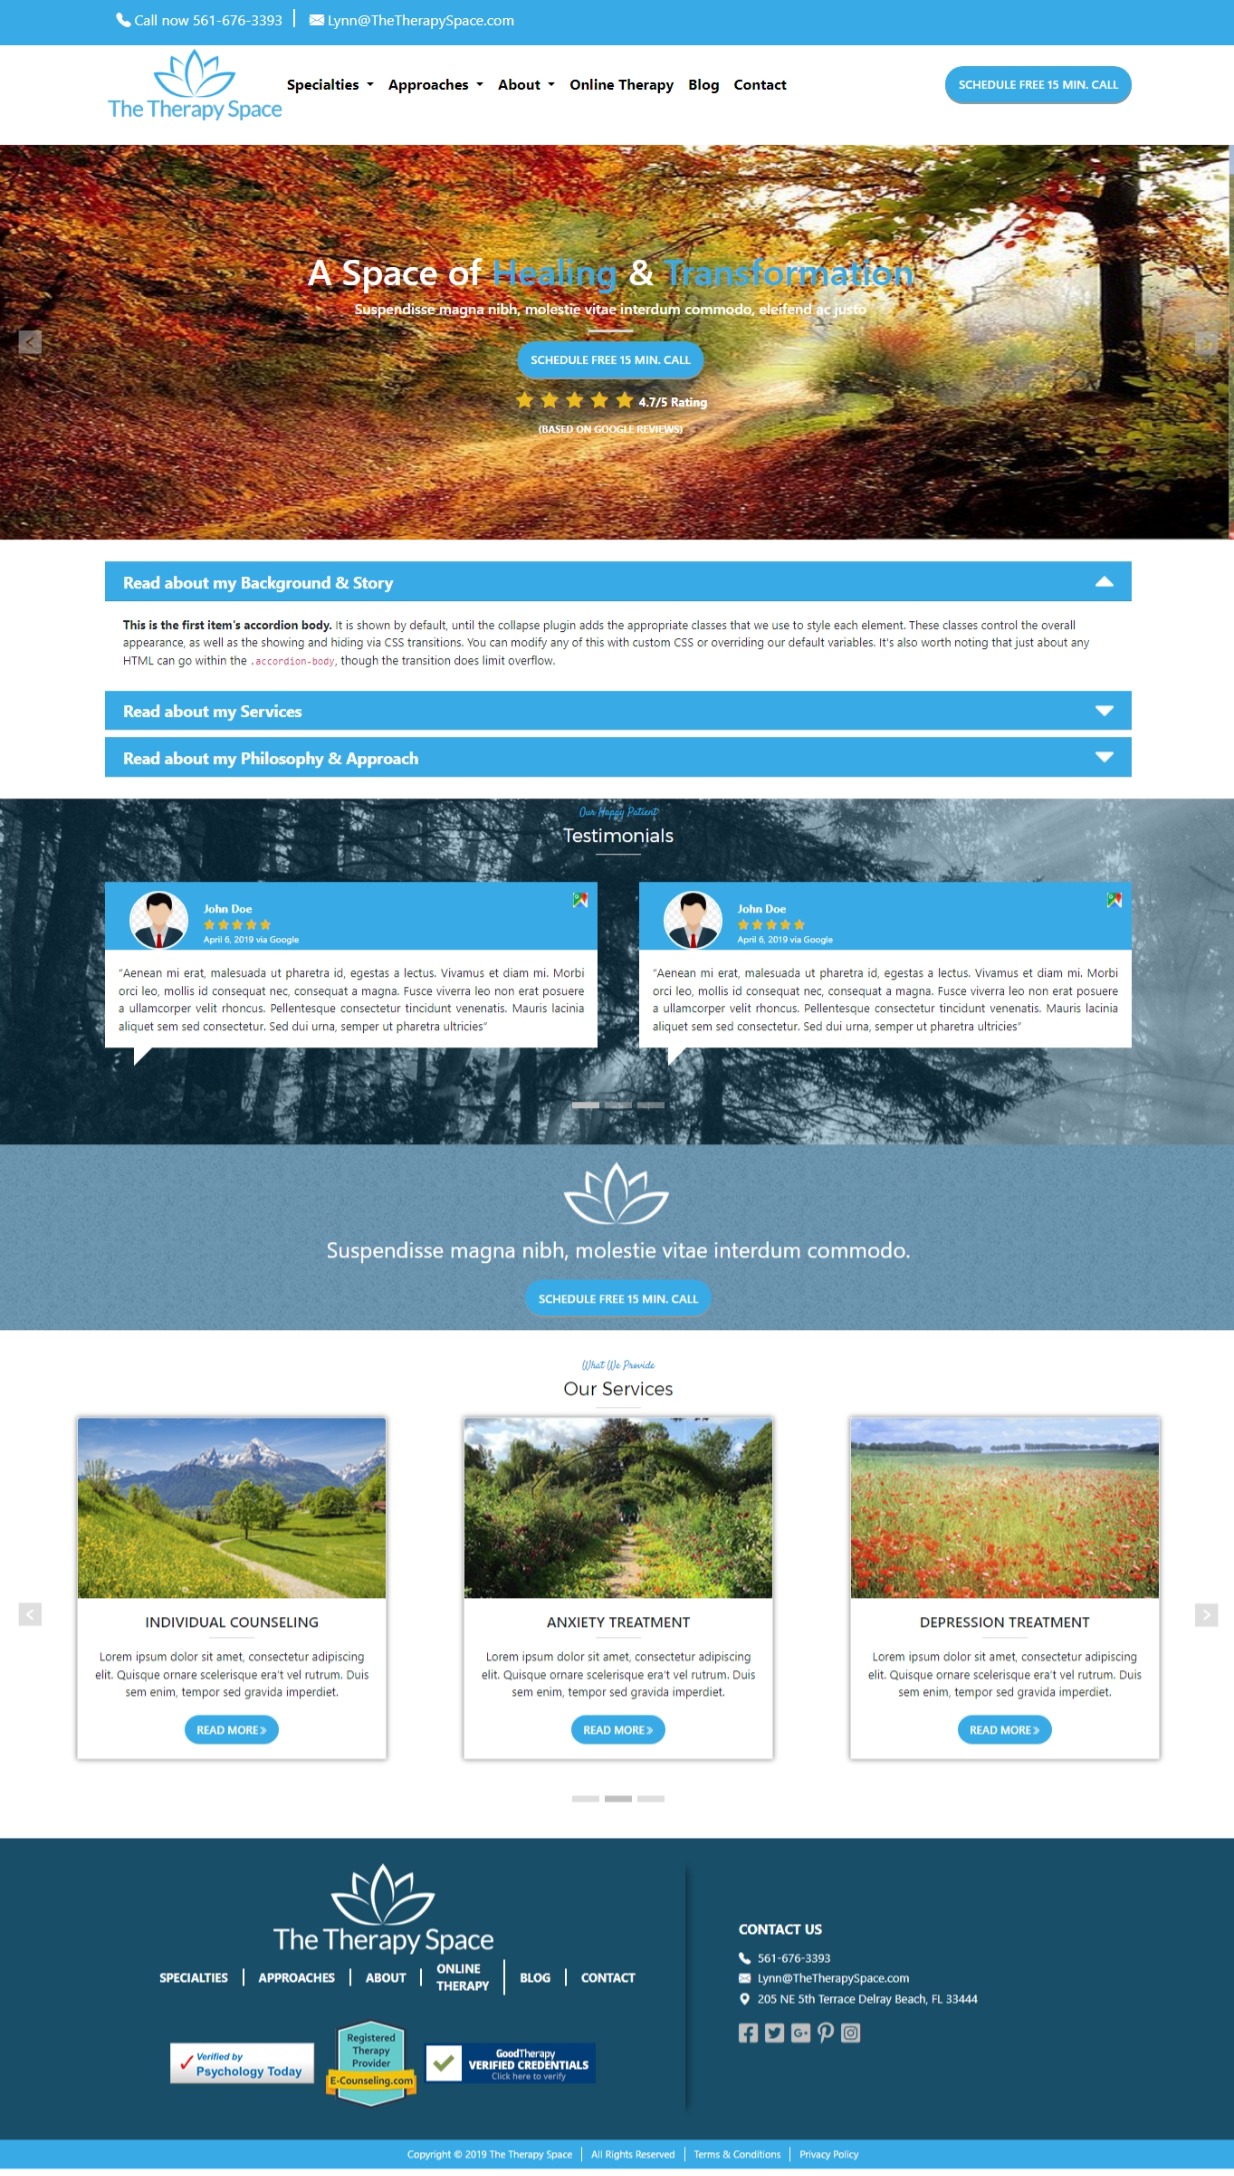 Call now 561-676-3393 | Lynn@TheTherapySpace.com
The Therapy Space
Specialties Approaches About Online Therapy Blog Contact
SCHEDULE FREE 15 MIN. CALL
A Space of Healing & Transformation
Suspendisse magna nibh, molestie vitae interdum commodo, eleifend ac justo
SCHEDULE FREE 15 MIN. CALL
4.7/5 Rating
(BASED ON GOOGLE REVIEWS)
Read about my Background & Story
This is the first item's accordion body. It is shown by default, until the collapse plugin adds the appropriate classes that we use to style each element. These classes control the overall
appearance, as well as the showing and hiding via CSS transitions. You can modify any of this with custom CSS or overriding our default variables. It's also worth noting that just about any
HTML can go within the .accordion-body, though the transition does limit overflow.
Read about my Services
Read about my Philosophy & Approach
Our Happy Patient
Testimonials
John Doe
April 6, 2019 via Google
“Aenean mi erat, malesuada ut pharetra id, egestas a lectus. Vivamus et diam mi. Morbi
orci leo, mollis id consequat nec, consequat a magna. Fusce viverra leo non erat posuere
a ullamcorper velit rhoncus. Pellentesque consectetur tincidunt venenatis. Mauris lacinia
aliquet sem sed consectetur. Sed dui urna, semper ut pharetra ultricies”
John Doe
April 6, 2019 via Google
“Aenean mi erat, malesuada ut pharetra id, egestas a lectus. Vivamus et diam mi. Morbi
orci leo, mollis id consequat nec, consequat a magna. Fusce viverra leo non erat posuere
a ullamcorper velit rhoncus. Pellentesque consectetur tincidunt venenatis. Mauris lacinia
aliquet sem sed consectetur. Sed dui urna, semper ut pharetra ultricies”
Suspendisse magna nibh, molestie vitae interdum commodo.
SCHEDULE FREE 15 MIN. CALL
What We Provide
Our Services
INDIVIDUAL COUNSELING
Lorem ipsum dolor sit amet, consectetur adipiscing
elit. Quisque ornare scelerisque era't vel rutrum. Duis
sem enim, tempor sed gravida imperdiet.
READ MORE »
ANXIETY TREATMENT
Lorem ipsum dolor sit amet, consectetur adipiscing
elit. Quisque ornare scelerisque era't vel rutrum. Duis
sem enim, tempor sed gravida imperdiet.
READ MORE »
DEPRESSION TREATMENT
Lorem ipsum dolor sit amet, consectetur adipiscing
elit. Quisque ornare scelerisque era't vel rutrum. Duis
sem enim, tempor sed gravida imperdiet.
READ MORE »
The Therapy Space
SPECIALTIES | APPROACHES | ABOUT | ONLINE THERAPY | BLOG | CONTACT
Verified by
Psychology Today
Registered
Therapy
Provider
E-Counseling.com
GoodTherapy
VERIFIED CREDENTIALS
Click here to verify
CONTACT US
561-676-3393
Lynn@TheTherapySpace.com
205 NE 5th Terrace Delray Beach, FL 33444
Copyright © 2019 The Therapy Space | All Rights Reserved | Terms & Conditions | Privacy Policy